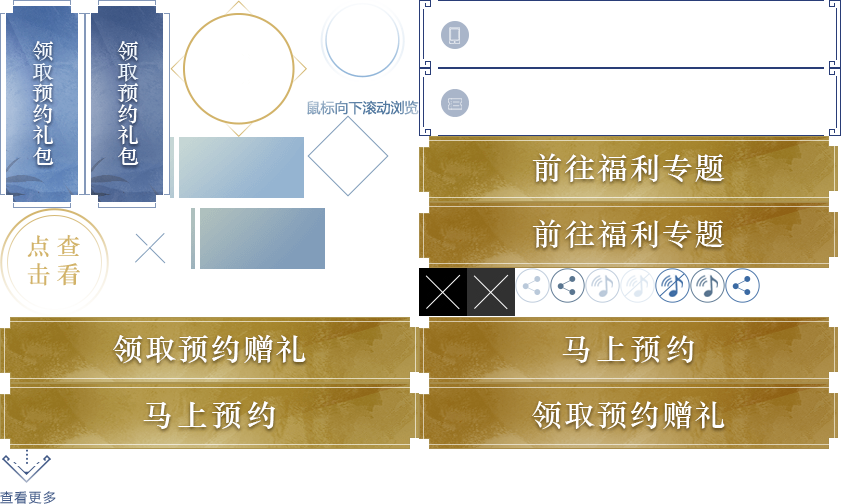 领取预约礼包
领取预约礼包
鼠标向下滚动浏览
前往福利专题
前往福利专题
点查
击看
领取预约赠礼
马上预约
马上预约
领取预约赠礼
查看更多